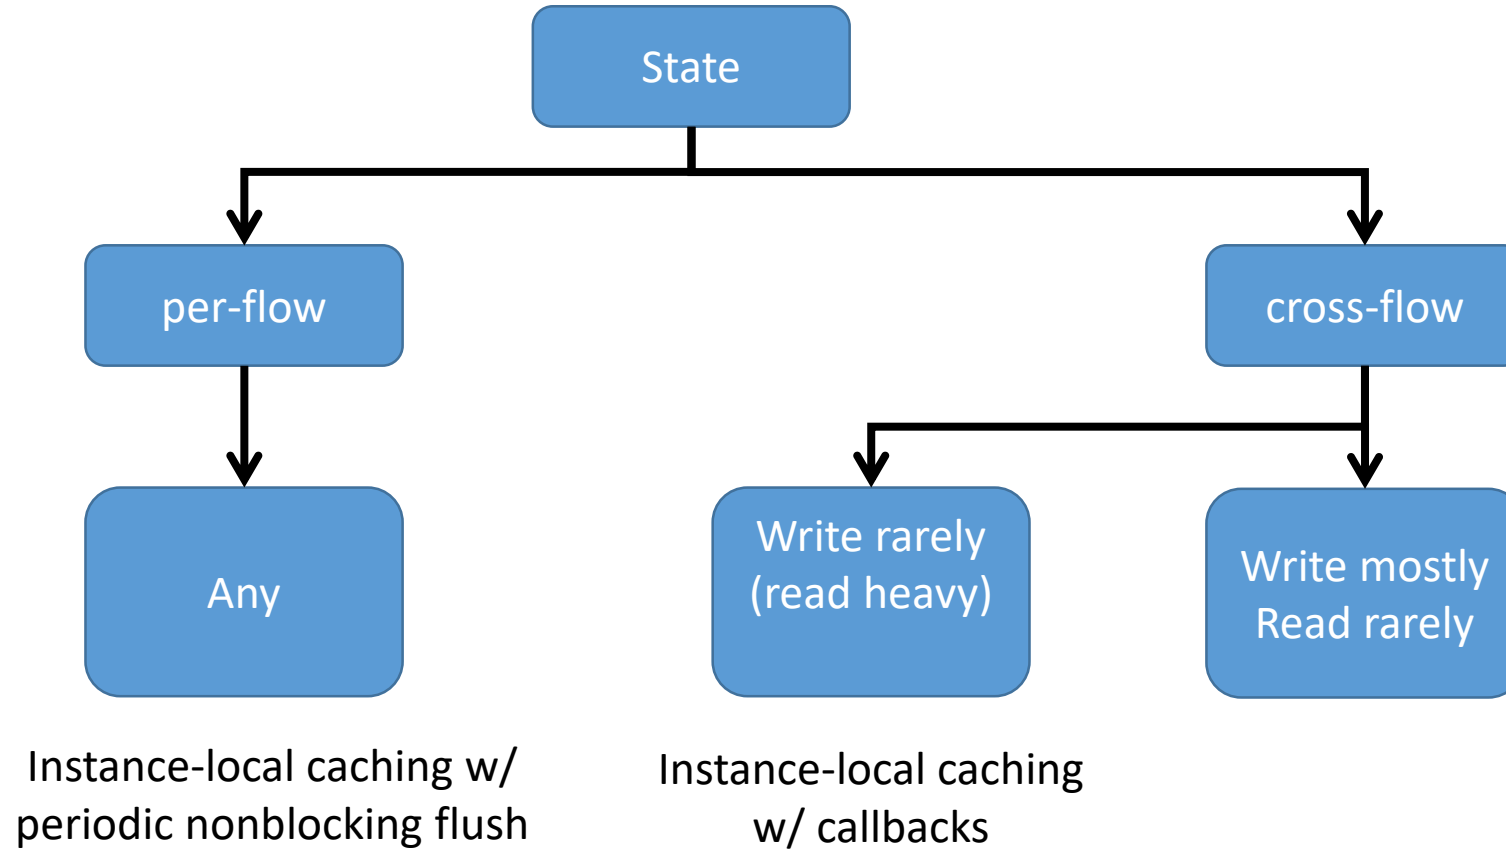 State
per-flow
cross-flow
Any
Write rarely
(read heavy)
Write mostly
Read rarely
Instance-local caching w/
periodic nonblocking flush
Instance-local caching
w/ callbacks